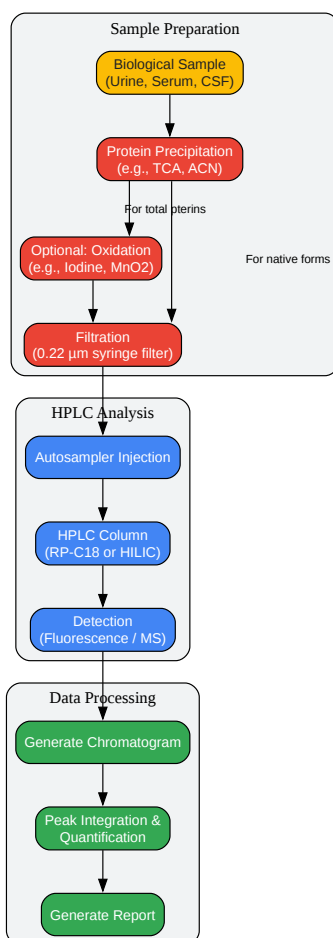 Sample Preparation
Biological Sample
(Urine, Serum, CSF)
Protein Precipitation
(e.g., TCA, ACN)
For total pterins
Optional: Oxidation
(e.g., Iodine, MnO2)
For native forms
Filtration
(0.22 µm syringe filter)
HPLC Analysis
Autosampler Injection
HPLC Column
(RP-C18 or HILIC)
Detection
(Fluorescence / MS)
Data Processing
Generate Chromatogram
Peak Integration &
Quantification
Generate Report